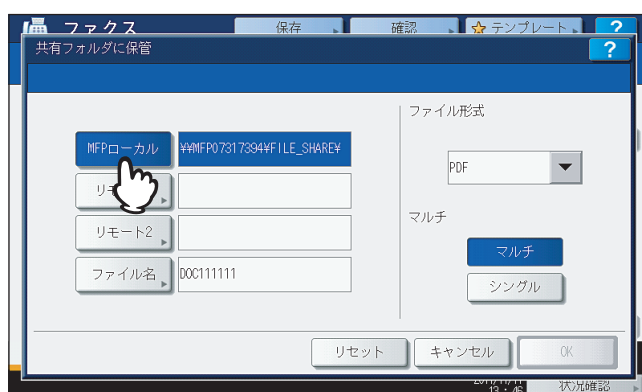 ファクス
保存
確認
テンプレート
?
共有フォルダに保管
?
ファイル形式
MFPローカル
¥¥MFP07317394¥FILE_SHARE¥
PDF
マルチ
リモート2
マルチ
ファイル名
DOC111111
シングル
リセット
キャンセル
OK
状況確認